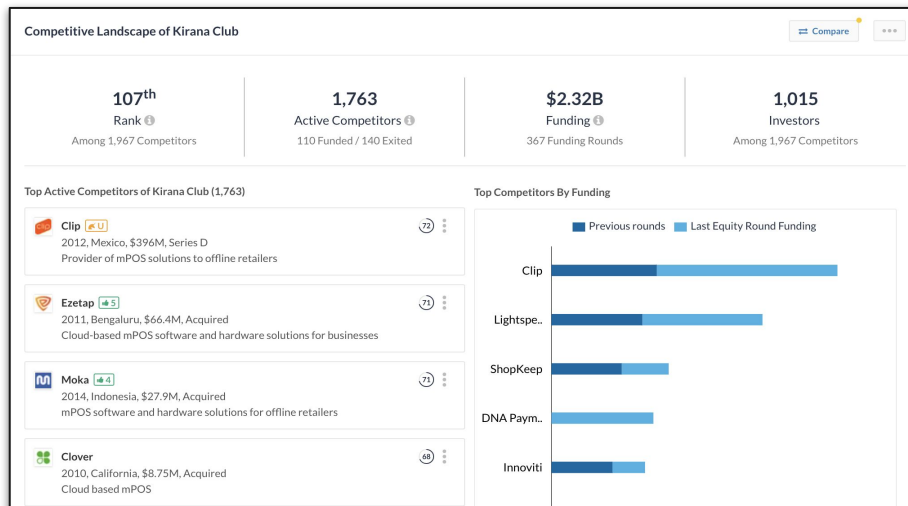 Competitive Landscape of Kirana Club
Compare
107th
Rank
Among 1,967 Competitors
1,763
Active Competitors
110 Funded / 140 Exited
$2.32B
Funding
367 Funding Rounds
1,015
Investors
Among 1,967 Competitors
Top Active Competitors of Kirana Club (1,763)
Clip U
72
2012, Mexico, $396M, Series D
Provider of mPOS solutions to offline retailers
Ezetap 5
71
2011, Bengaluru, $66.4M, Acquired
Cloud-based mPOS software and hardware solutions for businesses
Moka 4
71
2014, Indonesia, $27.9M, Acquired
mPOS software and hardware solutions for offline retailers
Clover
68
2010, California, $8.75M, Acquired
Cloud based mPOS
Top Competitors By Funding
Previous rounds Last Equity Round Funding
Clip
Lightspe..
ShopKeep
DNA Paym..
Innoviti